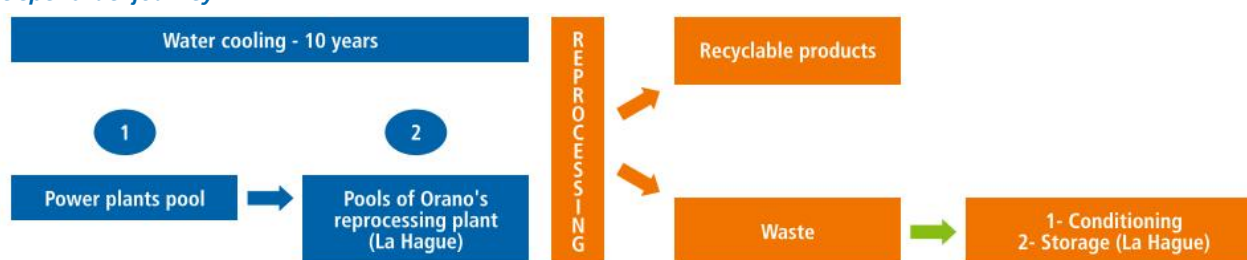 Water cooling - 10 years
1
2
Power plants pool
Pools of Orano's
reprocessing plant
(La Hague)
REPROCESSING
Recyclable products
Waste
1- Conditioning
2- Storage (La Hague)